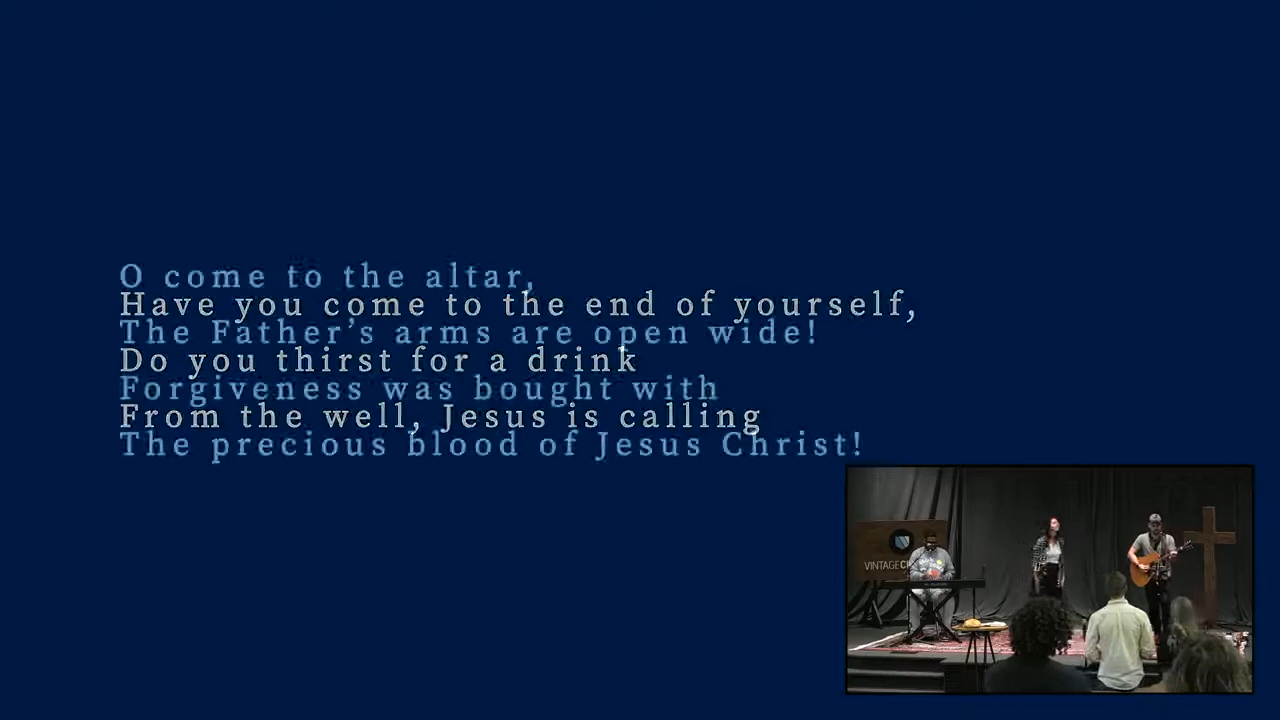 O come to the altar,
Have you come to the end of yourself,
The Father's arms are open wide!
Do you thirst for a drink
Forgiveness was bought with
From the well, Jesus is calling
The precious blood of Jesus Christ!
VINTAGE